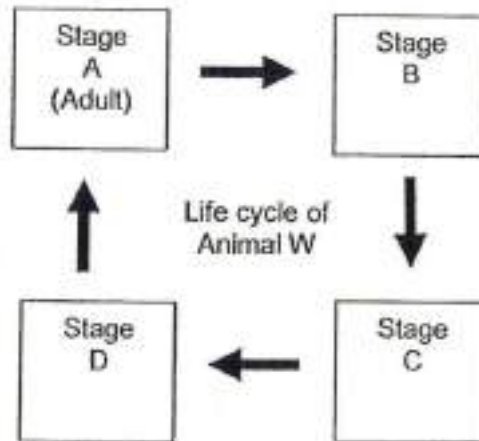 Stage
A
(Adult)
Stage
B
Life cycle of
Animal W
Stage
D
Stage
C